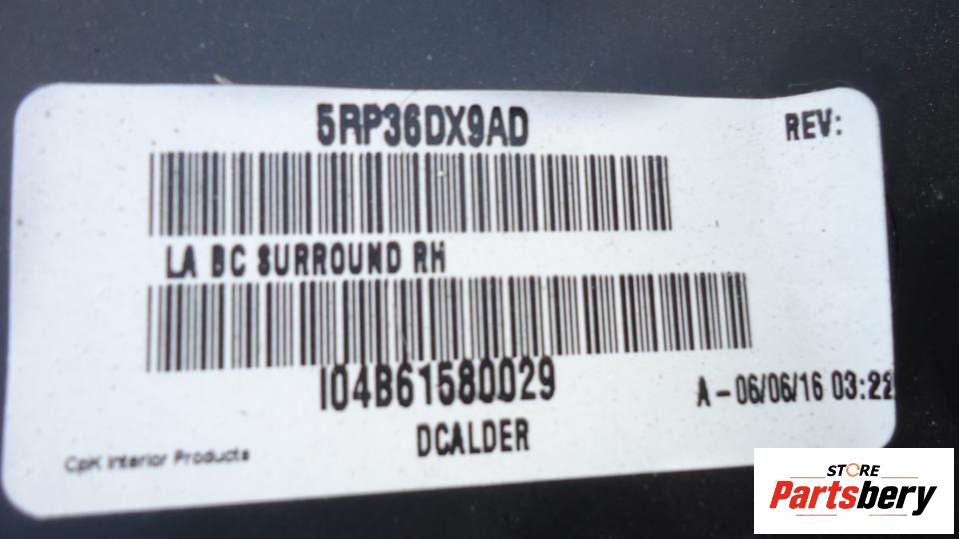 5RP36DX9AD
REV:
LA BC SURROUND RH
I04B61580029
A - 06/06/16 03:22
DCALDER
CpK Interior Products
STORE
Partsbery